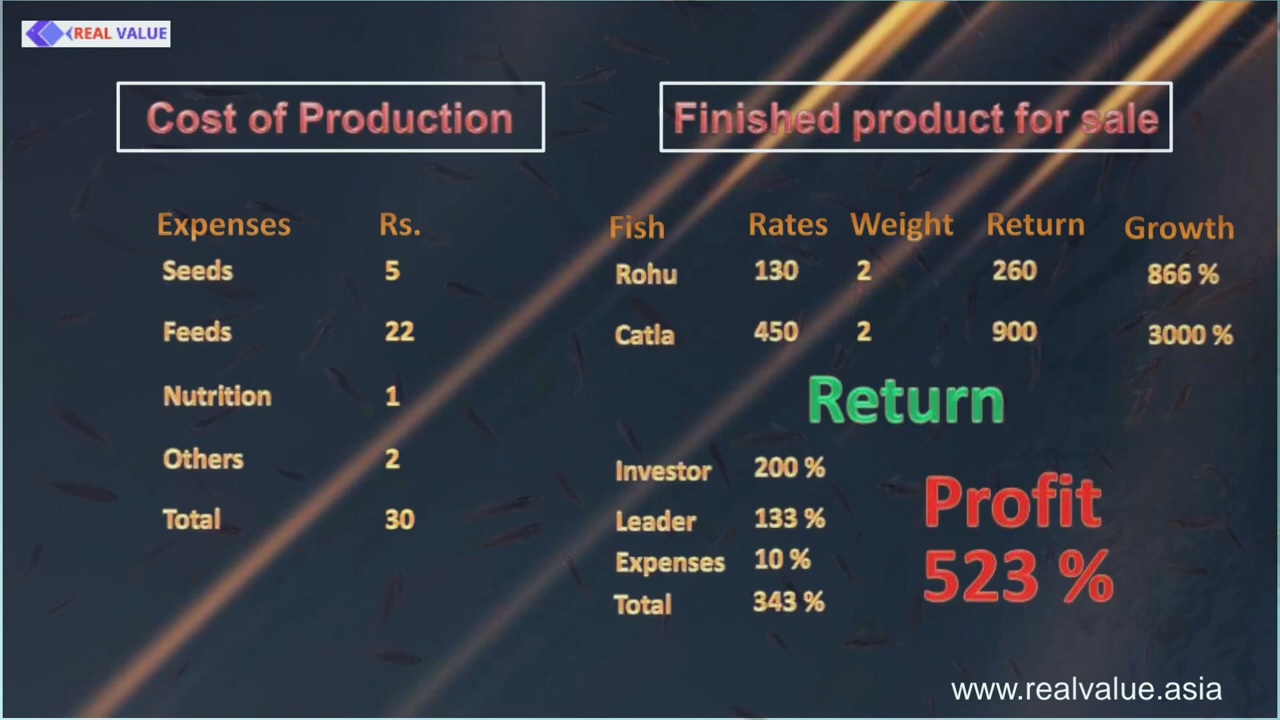 REAL VALUE
Cost of Production
Expenses Rs.
Seeds 5
Feeds 22
Nutrition 1
Others 2
Total 30
Finished product for sale
Fish Rates Weight Return Growth
Rohu 130 2 260 866 %
Catla 450 2 900 3000 %
Return
Investor 200 %
Leader 133 %
Expenses 10 %
Total 343 %
Profit
523 %
www.realvalue.asia